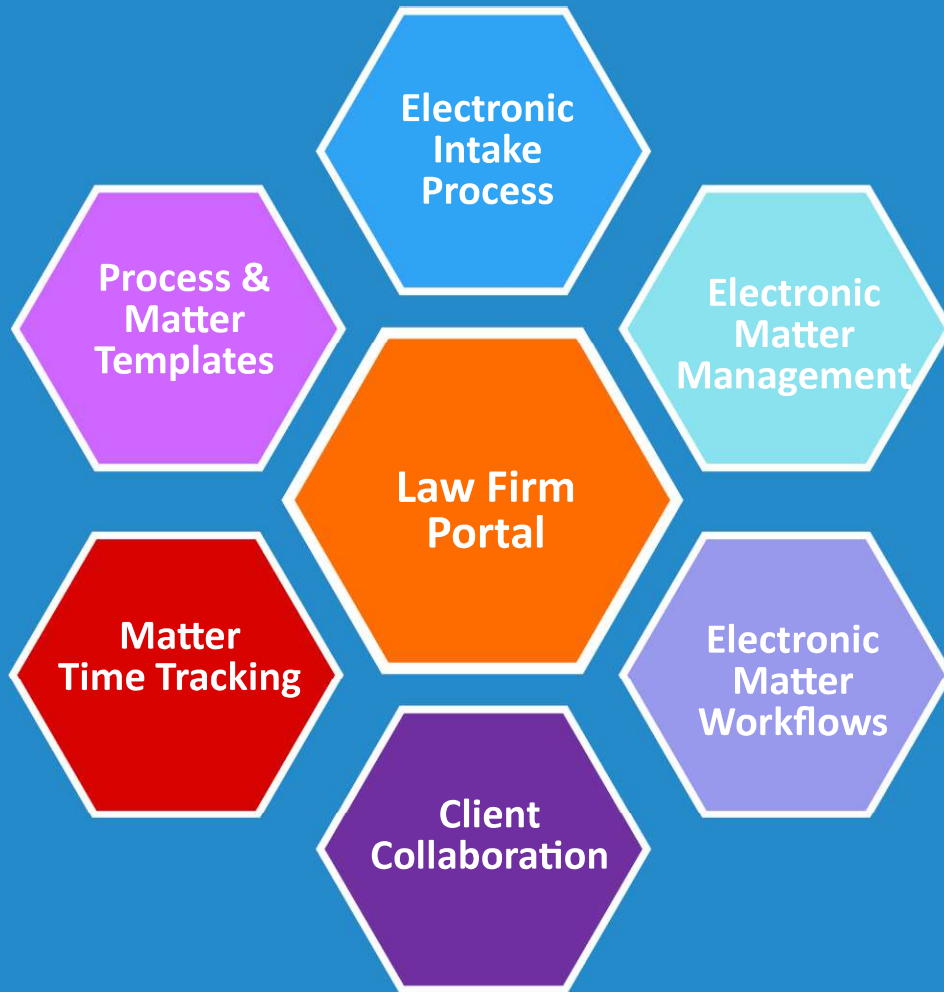 Electronic
Intake
Process
Process &
Matter
Templates
Electronic
Matter
Management
Law Firm
Portal
Matter
Time Tracking
Electronic
Matter
Workflows
Client
Collaboration